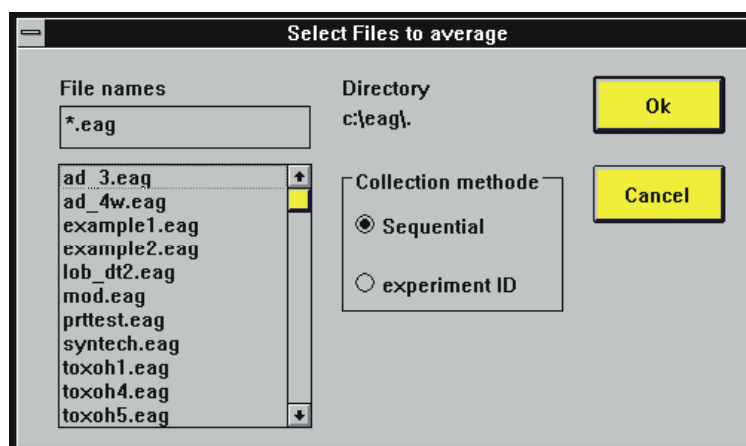 Select Files to average
File names
*.eag
ad_3.eag
ad_4w.eag
example1.eag
example2.eag
lob_dt2.eag
mod.eag
prttest.eag
syntech.eag
toxoh1.eag
toxoh4.eag
toxoh5.eag
Directory
c:\eag\.
Collection methode
Sequential
experiment ID
Ok
Cancel